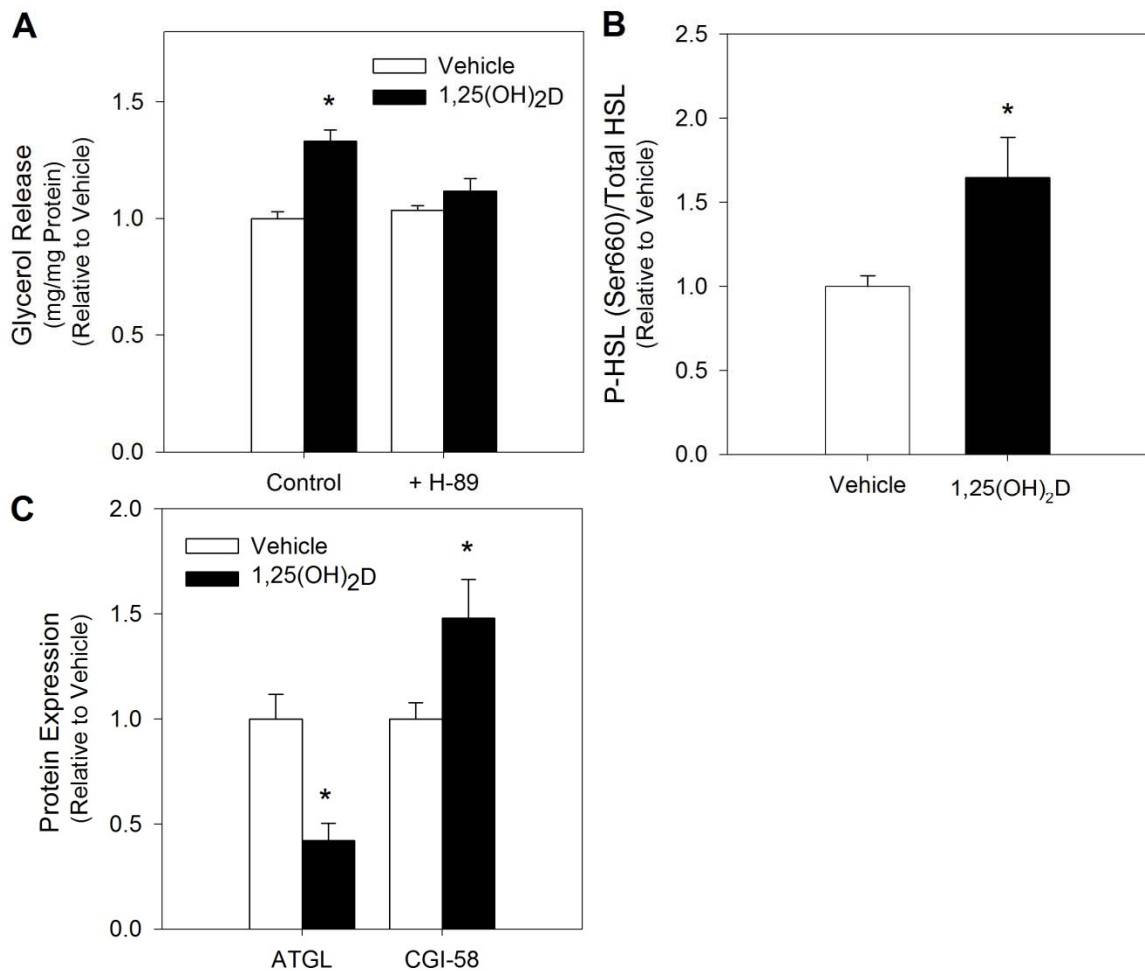 A
Glycerol Release
(mg/mg Protein)
(Relative to Vehicle)
1.5
1.0
0.5
0.0
Vehicle
1,25(OH)2D
*
Control
+ H-89
B
P-HSL (Ser660)/Total HSL
(Relative to Vehicle)
2.5
2.0
1.5
1.0
0.5
0.0
*
Vehicle
1,25(OH)₂D
C
Protein Expression
(Relative to Vehicle)
2.0
1.5
1.0
0.5
0.0
Vehicle
1,25(OH)2D
*
*
ATGL
CGI-58